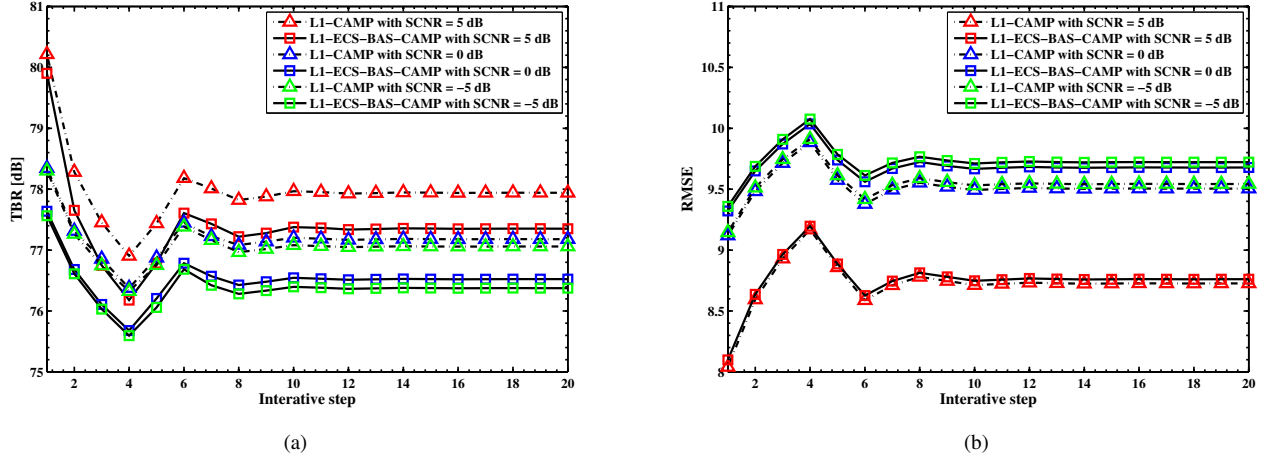 81
80
79
78
77
76
75
TBR [dB]
L1−CAMP with SCNR = 5 dB
L1−ECS−BAS−CAMP with SCNR = 5 dB
L1−CAMP with SCNR = 0 dB
L1−ECS−BAS−CAMP with SCNR = 0 dB
L1−CAMP with SCNR = −5 dB
L1−ECS−BAS−CAMP with SCNR = −5 dB
2 4 6 8 10 12 14 16 18 20
Interative step
(a)
11
10.5
10
9.5
9
8.5
8
RMSE
L1−CAMP with SCNR = 5 dB
L1−ECS−BAS−CAMP with SCNR = 5 dB
L1−CAMP with SCNR = 0 dB
L1−ECS−BAS−CAMP with SCNR = 0 dB
L1−CAMP with SCNR = −5 dB
L1−ECS−BAS−CAMP with SCNR = −5 dB
2 4 6 8 10 12 14 16 18 20
Interative step
(b)